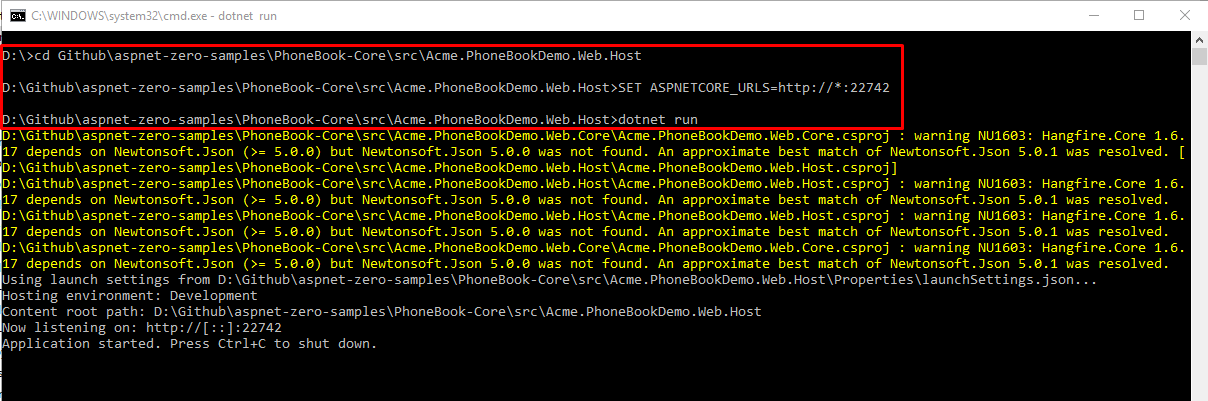 C:\WINDOWS\system32\cmd.exe - dotnet run
D:\>cd Github\aspnet-zero-samples\PhoneBook-Core\src\Acme.PhoneBookDemo.Web.Host
D:\Github\aspnet-zero-samples\PhoneBook-Core\src\Acme.PhoneBookDemo.Web.Host>SET ASPNETCORE_URLS=http://*:22742
D:\Github\aspnet-zero-samples\PhoneBook-Core\src\Acme.PhoneBookDemo.Web.Host>dotnet run
D:\Github\aspnet-zero-samples\PhoneBook-Core\src\Acme.PhoneBookDemo.Web.Core\Acme.PhoneBookDemo.Web.Core.csproj : warning NU1603: Hangfire.Core 1.6.
17 depends on Newtonsoft.Json (>= 5.0.0) but Newtonsoft.Json 5.0.0 was not found. An approximate best match of Newtonsoft.Json 5.0.1 was resolved. [
D:\Github\aspnet-zero-samples\PhoneBook-Core\src\Acme.PhoneBookDemo.Web.Host\Acme.PhoneBookDemo.Web.Host.csproj]
D:\Github\aspnet-zero-samples\PhoneBook-Core\src\Acme.PhoneBookDemo.Web.Host\Acme.PhoneBookDemo.Web.Host.csproj : warning NU1603: Hangfire.Core 1.6.
17 depends on Newtonsoft.Json (>= 5.0.0) but Newtonsoft.Json 5.0.0 was not found. An approximate best match of Newtonsoft.Json 5.0.1 was resolved.
D:\Github\aspnet-zero-samples\PhoneBook-Core\src\Acme.PhoneBookDemo.Web.Host\Acme.PhoneBookDemo.Web.Host.csproj : warning NU1603: Hangfire.Core 1.6.
17 depends on Newtonsoft.Json (>= 5.0.0) but Newtonsoft.Json 5.0.0 was not found. An approximate best match of Newtonsoft.Json 5.0.1 was resolved.
D:\Github\aspnet-zero-samples\PhoneBook-Core\src\Acme.PhoneBookDemo.Web.Core\Acme.PhoneBookDemo.Web.Core.csproj : warning NU1603: Hangfire.Core 1.6.
17 depends on Newtonsoft.Json (>= 5.0.0) but Newtonsoft.Json 5.0.0 was not found. An approximate best match of Newtonsoft.Json 5.0.1 was resolved.
Using launch settings from D:\Github\aspnet-zero-samples\PhoneBook-Core\src\Acme.PhoneBookDemo.Web.Host\Properties\launchSettings.json...
Hosting environment: Development
Content root path: D:\Github\aspnet-zero-samples\PhoneBook-Core\src\Acme.PhoneBookDemo.Web.Host
Now listening on: http://[::]:22742
Application started. Press Ctrl+C to shut down.